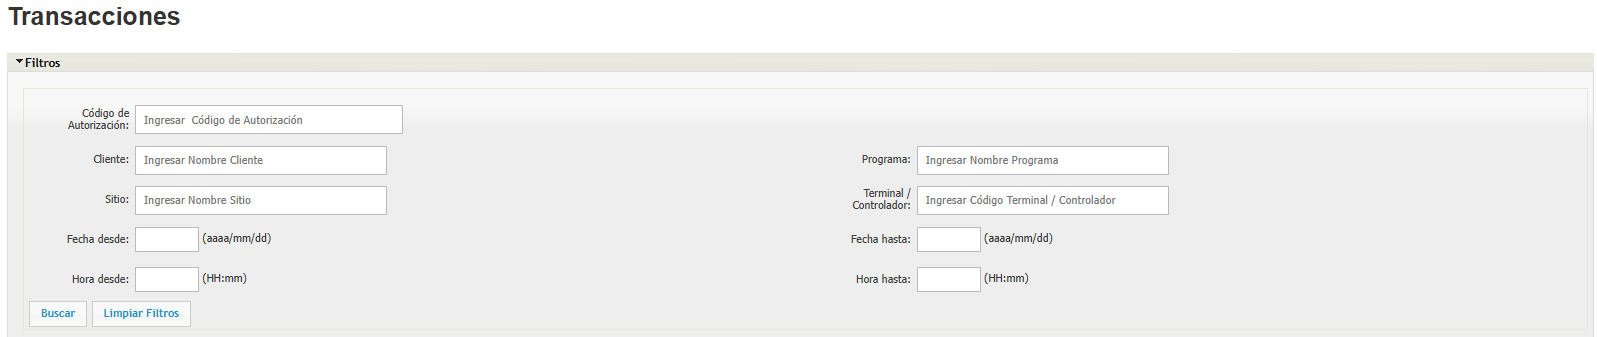 Transacciones
Filtros
Código de
Autorización:
Ingresar  Código de Autorización
Cliente:
Ingresar Nombre Cliente
Programa:
Ingresar Nombre Programa
Sitio:
Ingresar Nombre Sitio
Terminal /
Controlador:
Ingresar Código Terminal / Controlador
Fecha desde:
(aaaa/mm/dd)
Fecha hasta:
(aaaa/mm/dd)
Hora desde:
(HH:mm)
Hora hasta:
(HH:mm)
Buscar
Limpiar Filtros